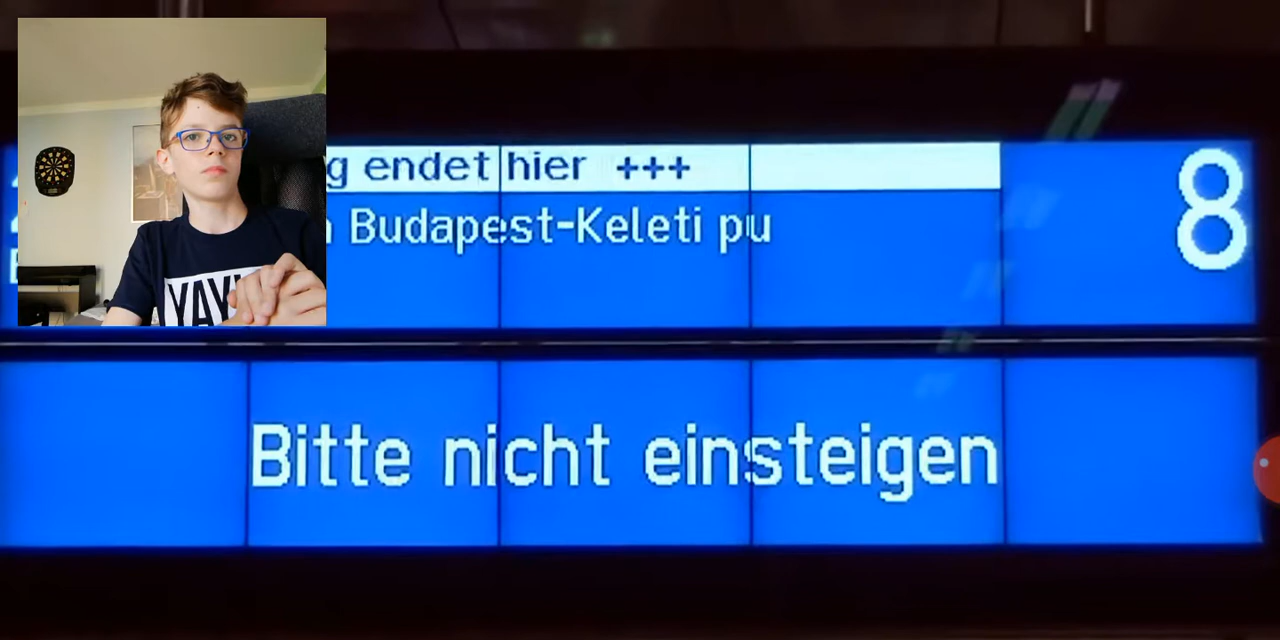 endet hier +++
Budapest-Keleti pu
8
Bitte nicht einsteigen
YAY!